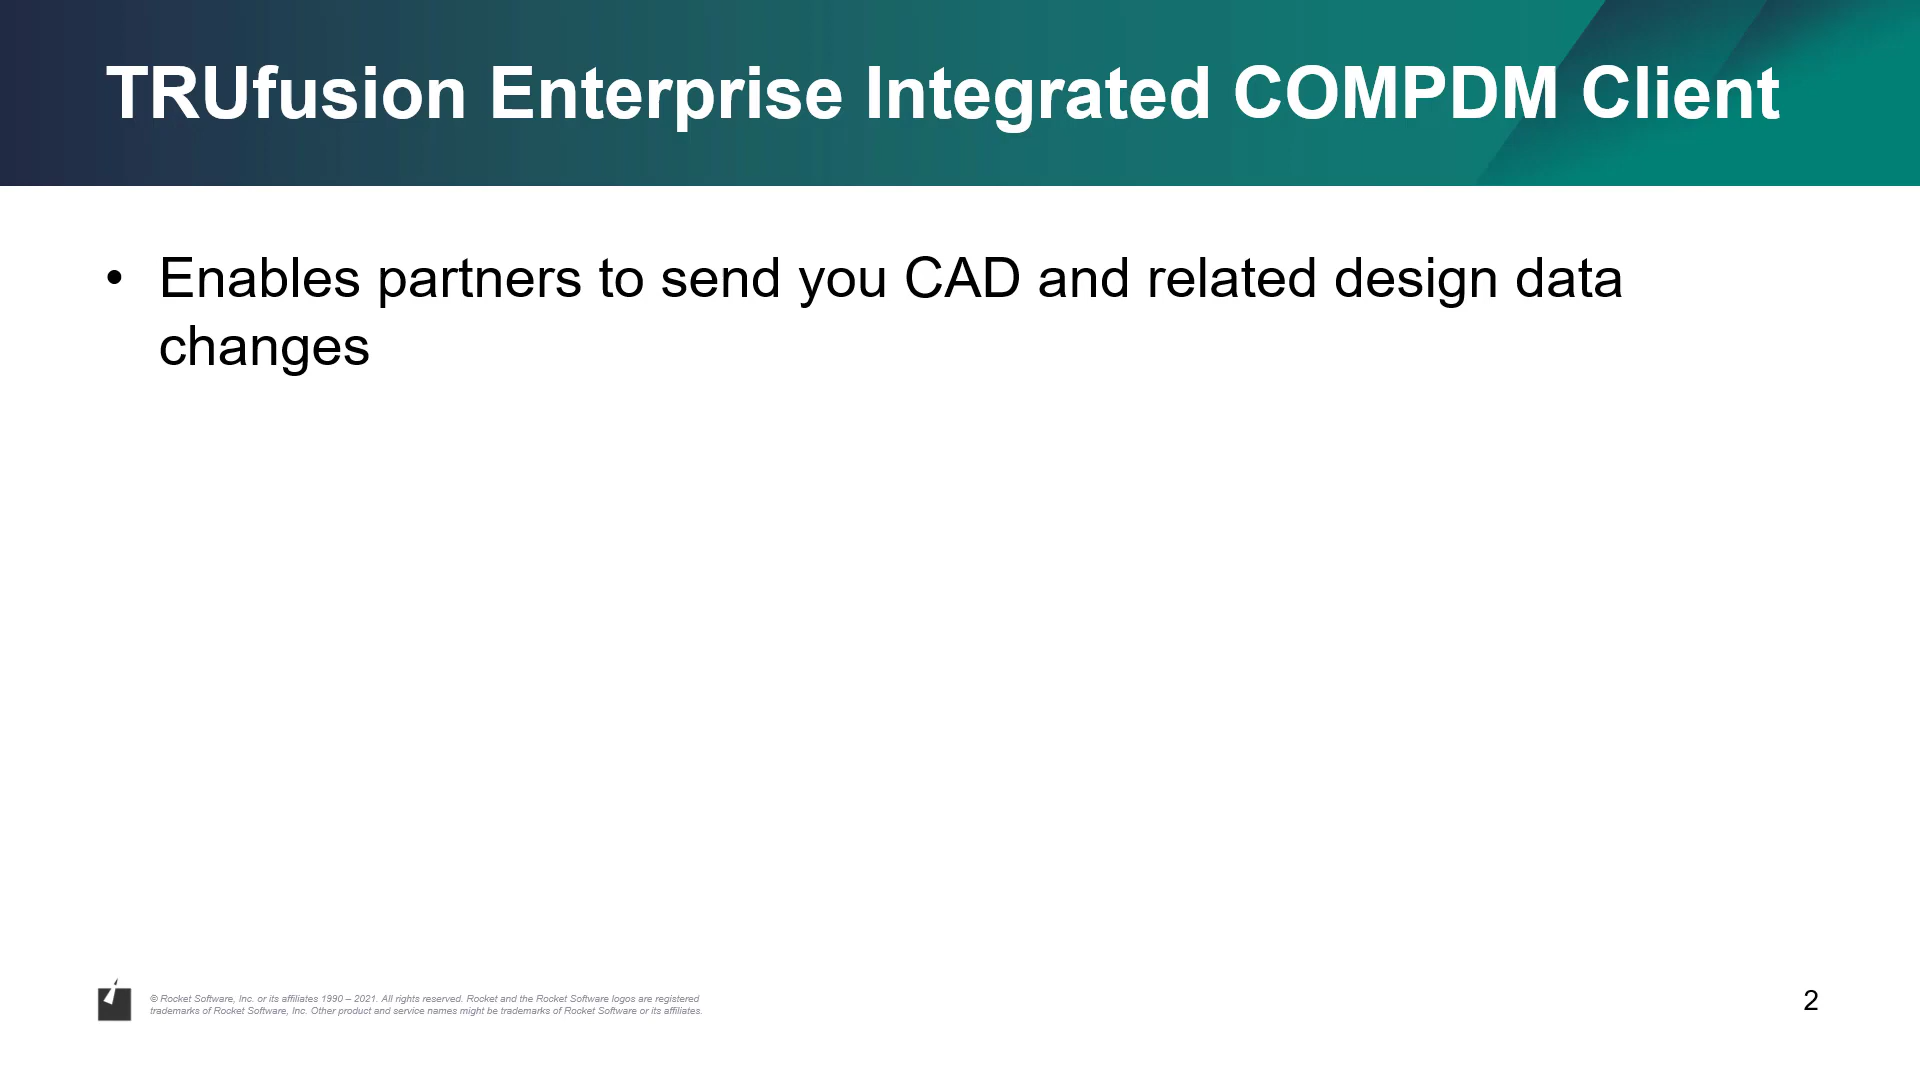 TRUfusion Enterprise Integrated COMPDM Client
• Enables partners to send you CAD and related design data
changes
© Rocket Software, Inc. or its affiliates 1990 – 2021. All rights reserved. Rocket and the Rocket Software logos are registered
trademarks of Rocket Software, Inc. Other product and service names might be trademarks of Rocket Software or its affiliates.
2